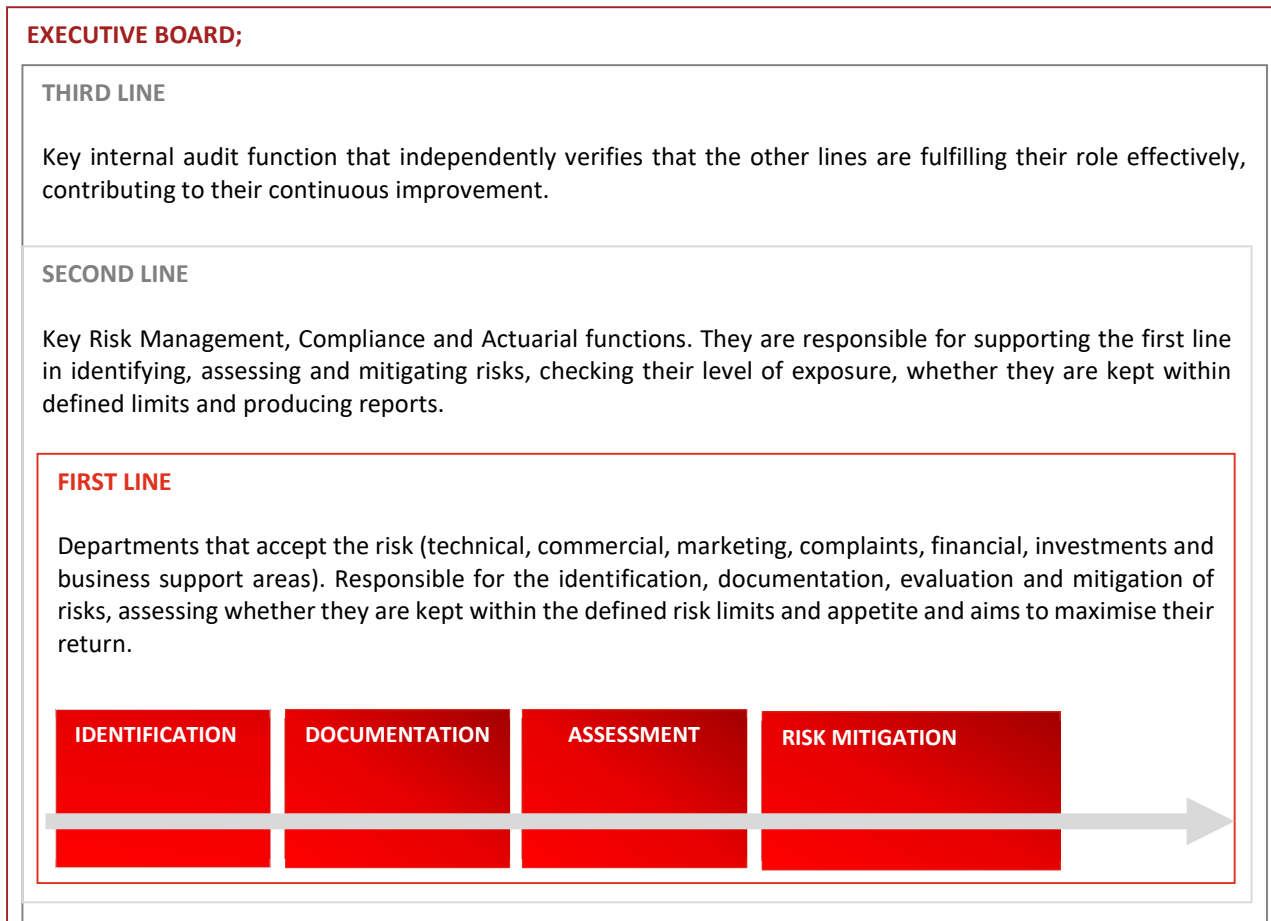 EXECUTIVE BOARD;
THIRD LINE
Key internal audit function that independently verifies that the other lines are fulfilling their role effectively,
contributing to their continuous improvement.
SECOND LINE
Key Risk Management, Compliance and Actuarial functions. They are responsible for supporting the first line
in identifying, assessing and mitigating risks, checking their level of exposure, whether they are kept within
defined limits and producing reports.
FIRST LINE
Departments that accept the risk (technical, commercial, marketing, complaints, financial, investments and
business support areas). Responsible for the identification, documentation, evaluation and mitigation of
risks, assessing whether they are kept within the defined risk limits and appetite and aims to maximise their
return.
IDENTIFICATION
DOCUMENTATION
ASSESSMENT
RISK MITIGATION